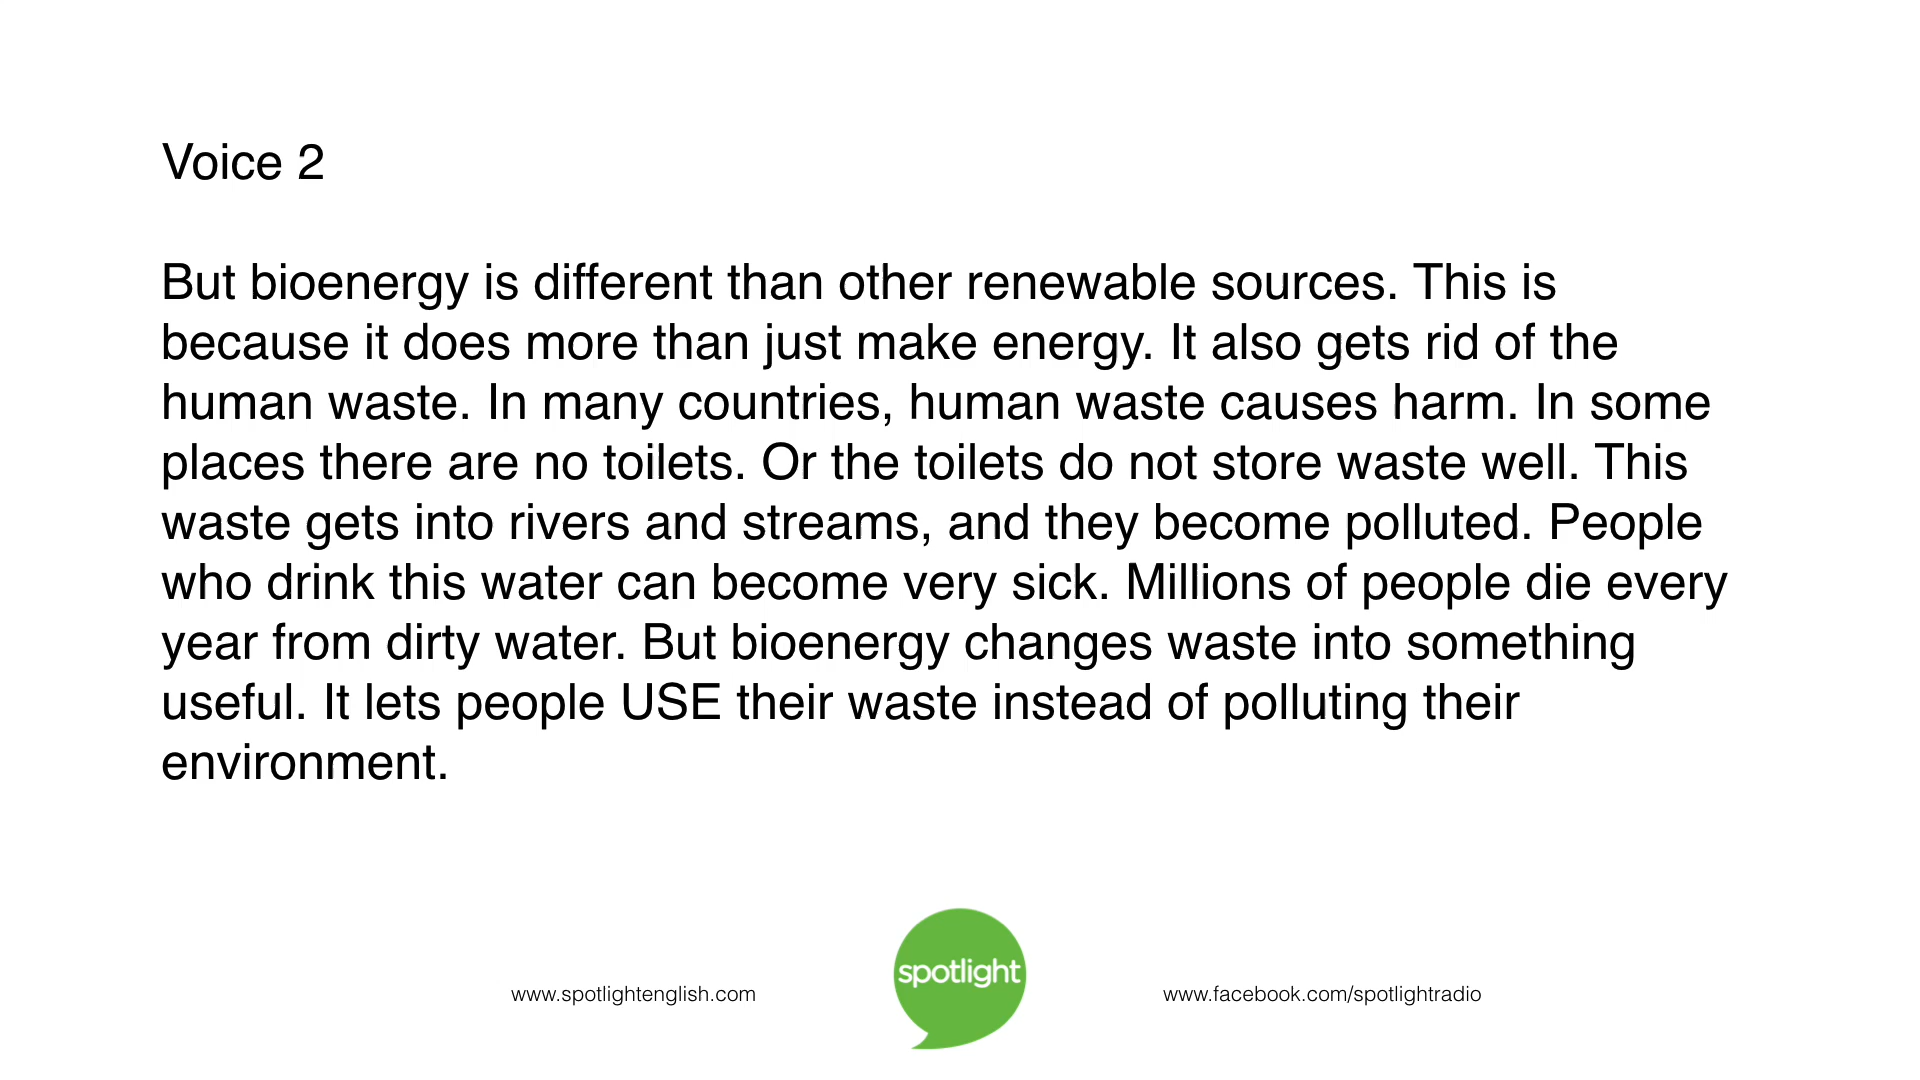 Voice 2
But bioenergy is different than other renewable sources. This is
because it does more than just make energy. It also gets rid of the
human waste. In many countries, human waste causes harm. In some
places there are no toilets. Or the toilets do not store waste well. This
waste gets into rivers and streams, and they become polluted. People
who drink this water can become very sick. Millions of people die every
year from dirty water. But bioenergy changes waste into something
useful. It lets people USE their waste instead of polluting their
environment.
spotlight
www.spotlightenglish.com
www.facebook.com/spotlightradio